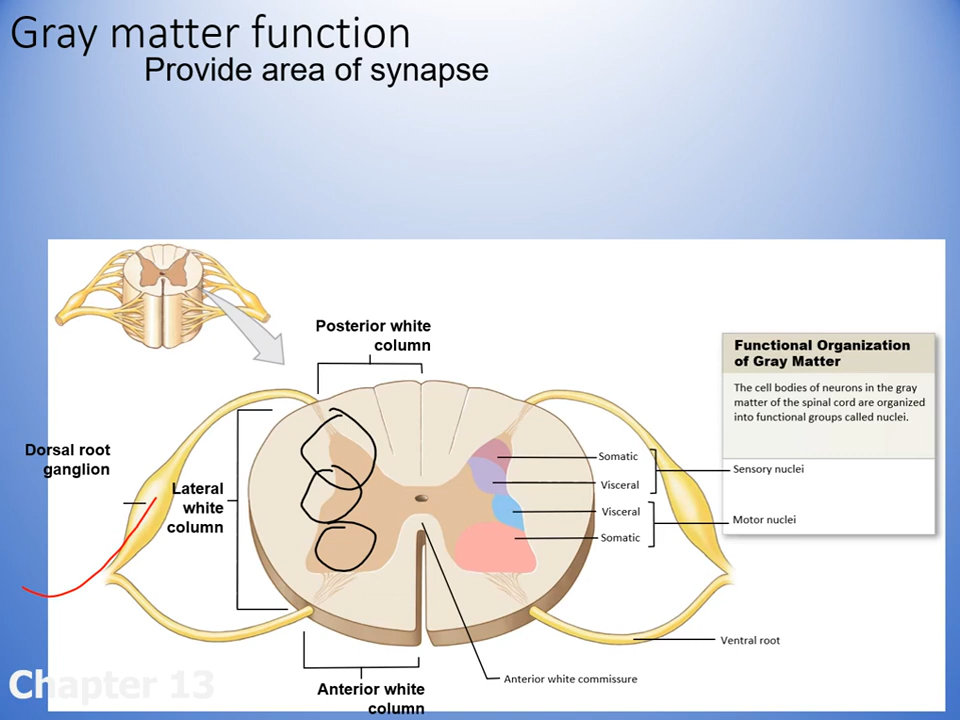 Gray matter function
Provide area of synapse
Posterior white
column
Functional Organization
of Gray Matter
The cell bodies of neurons in the gray
matter of the spinal cord are organized
into functional groups called nuclei.
Dorsal root
ganglion
Lateral
white
column
Somatic
Visceral
Sensory nuclei
Visceral
Somatic
Motor nuclei
Ventral root
Anterior white commissure
Anterior white
column
Chapter 13